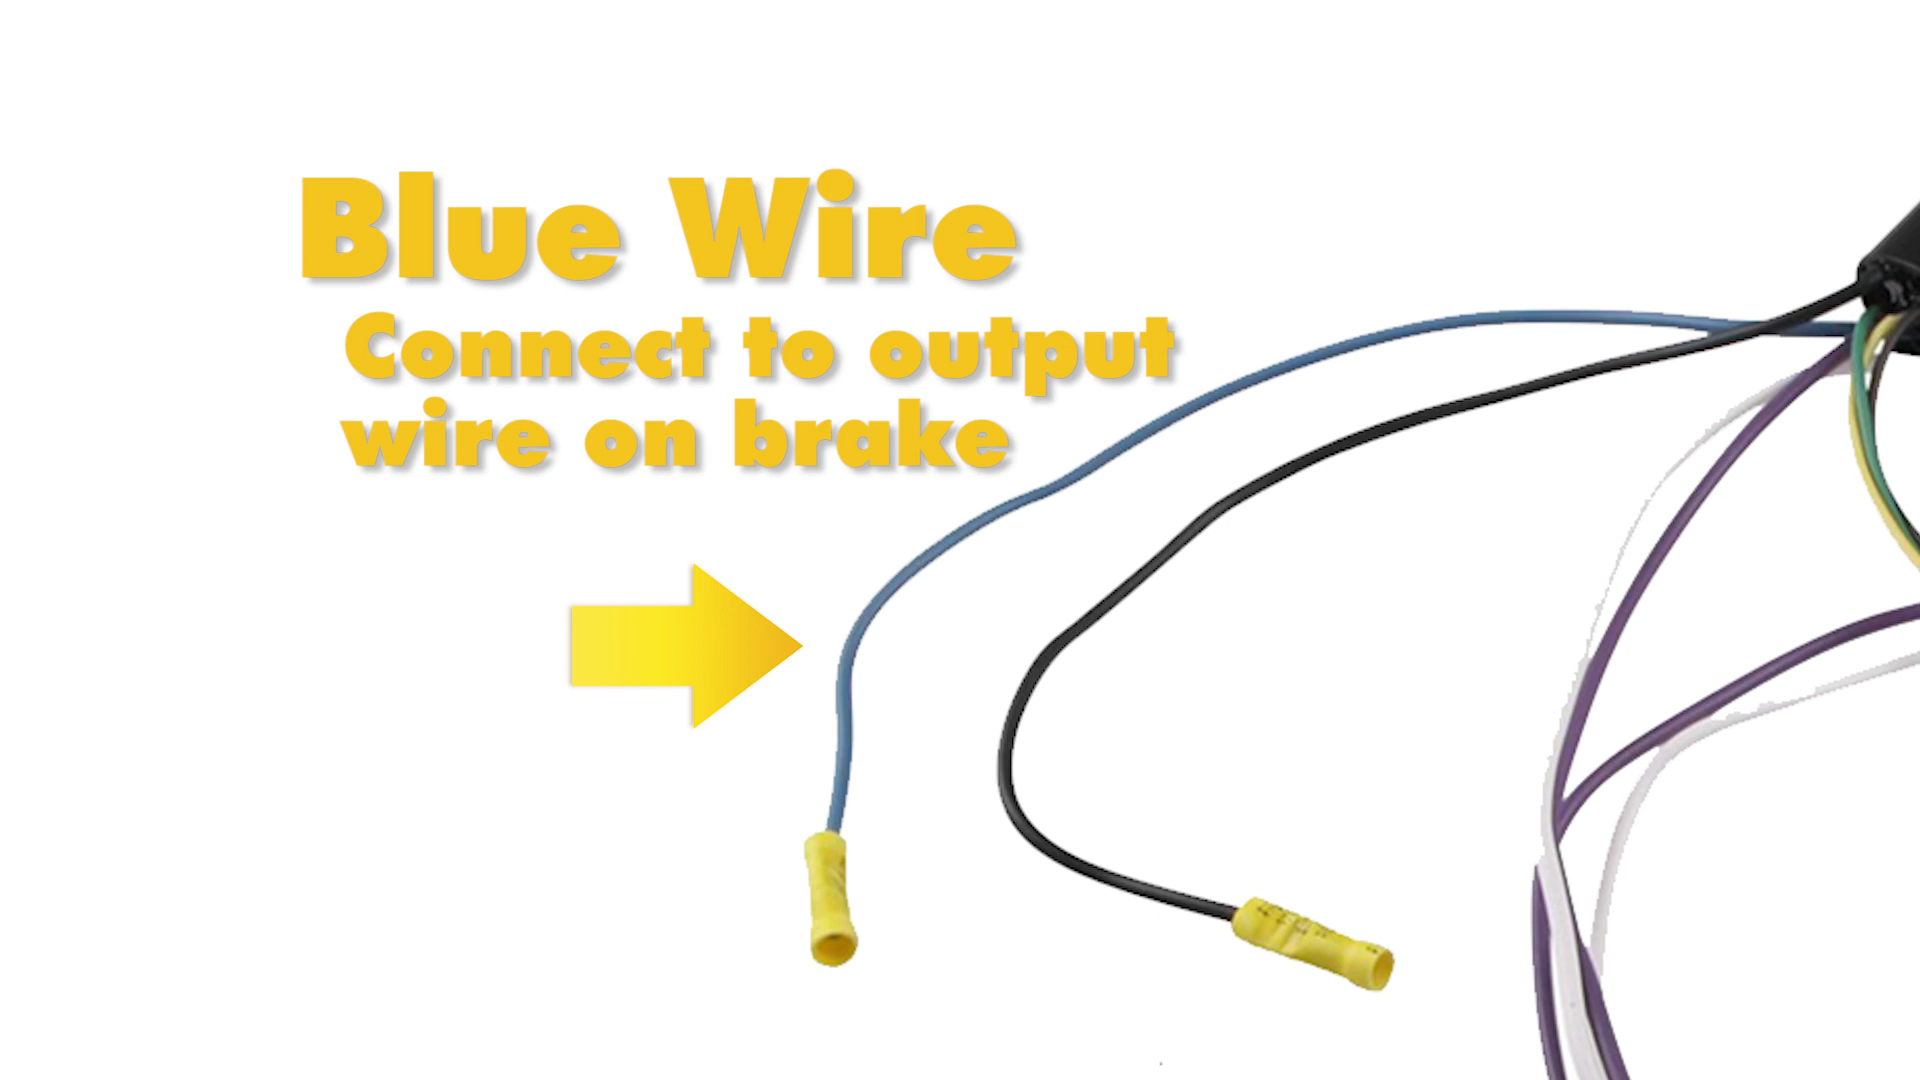 Blue Wire
Connect to output
wire on brake